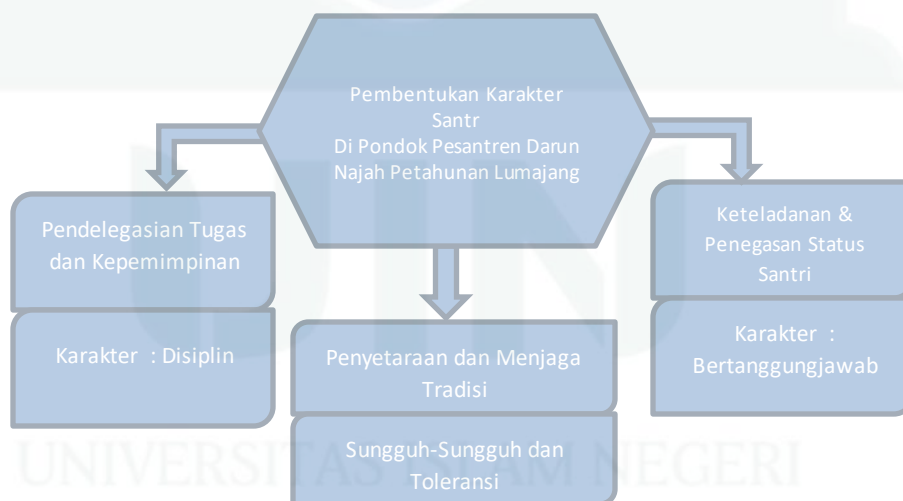 Pembentukan Karakter
Santr
Di Pondok Pesantren Darun
Najah Petahunan Lumajang
Pendelegasian Tugas
dan Kepemimpinan
Karakter : Disiplin
Penyetaraan dan Menjaga
Tradisi
Sungguh-Sungguh dan
Toleransi
Keteladanan &
Penegasan Status
Santri
Karakter :
Bertanggungjawab
UIN
UNIVERSITAS ISLAM NEGERI